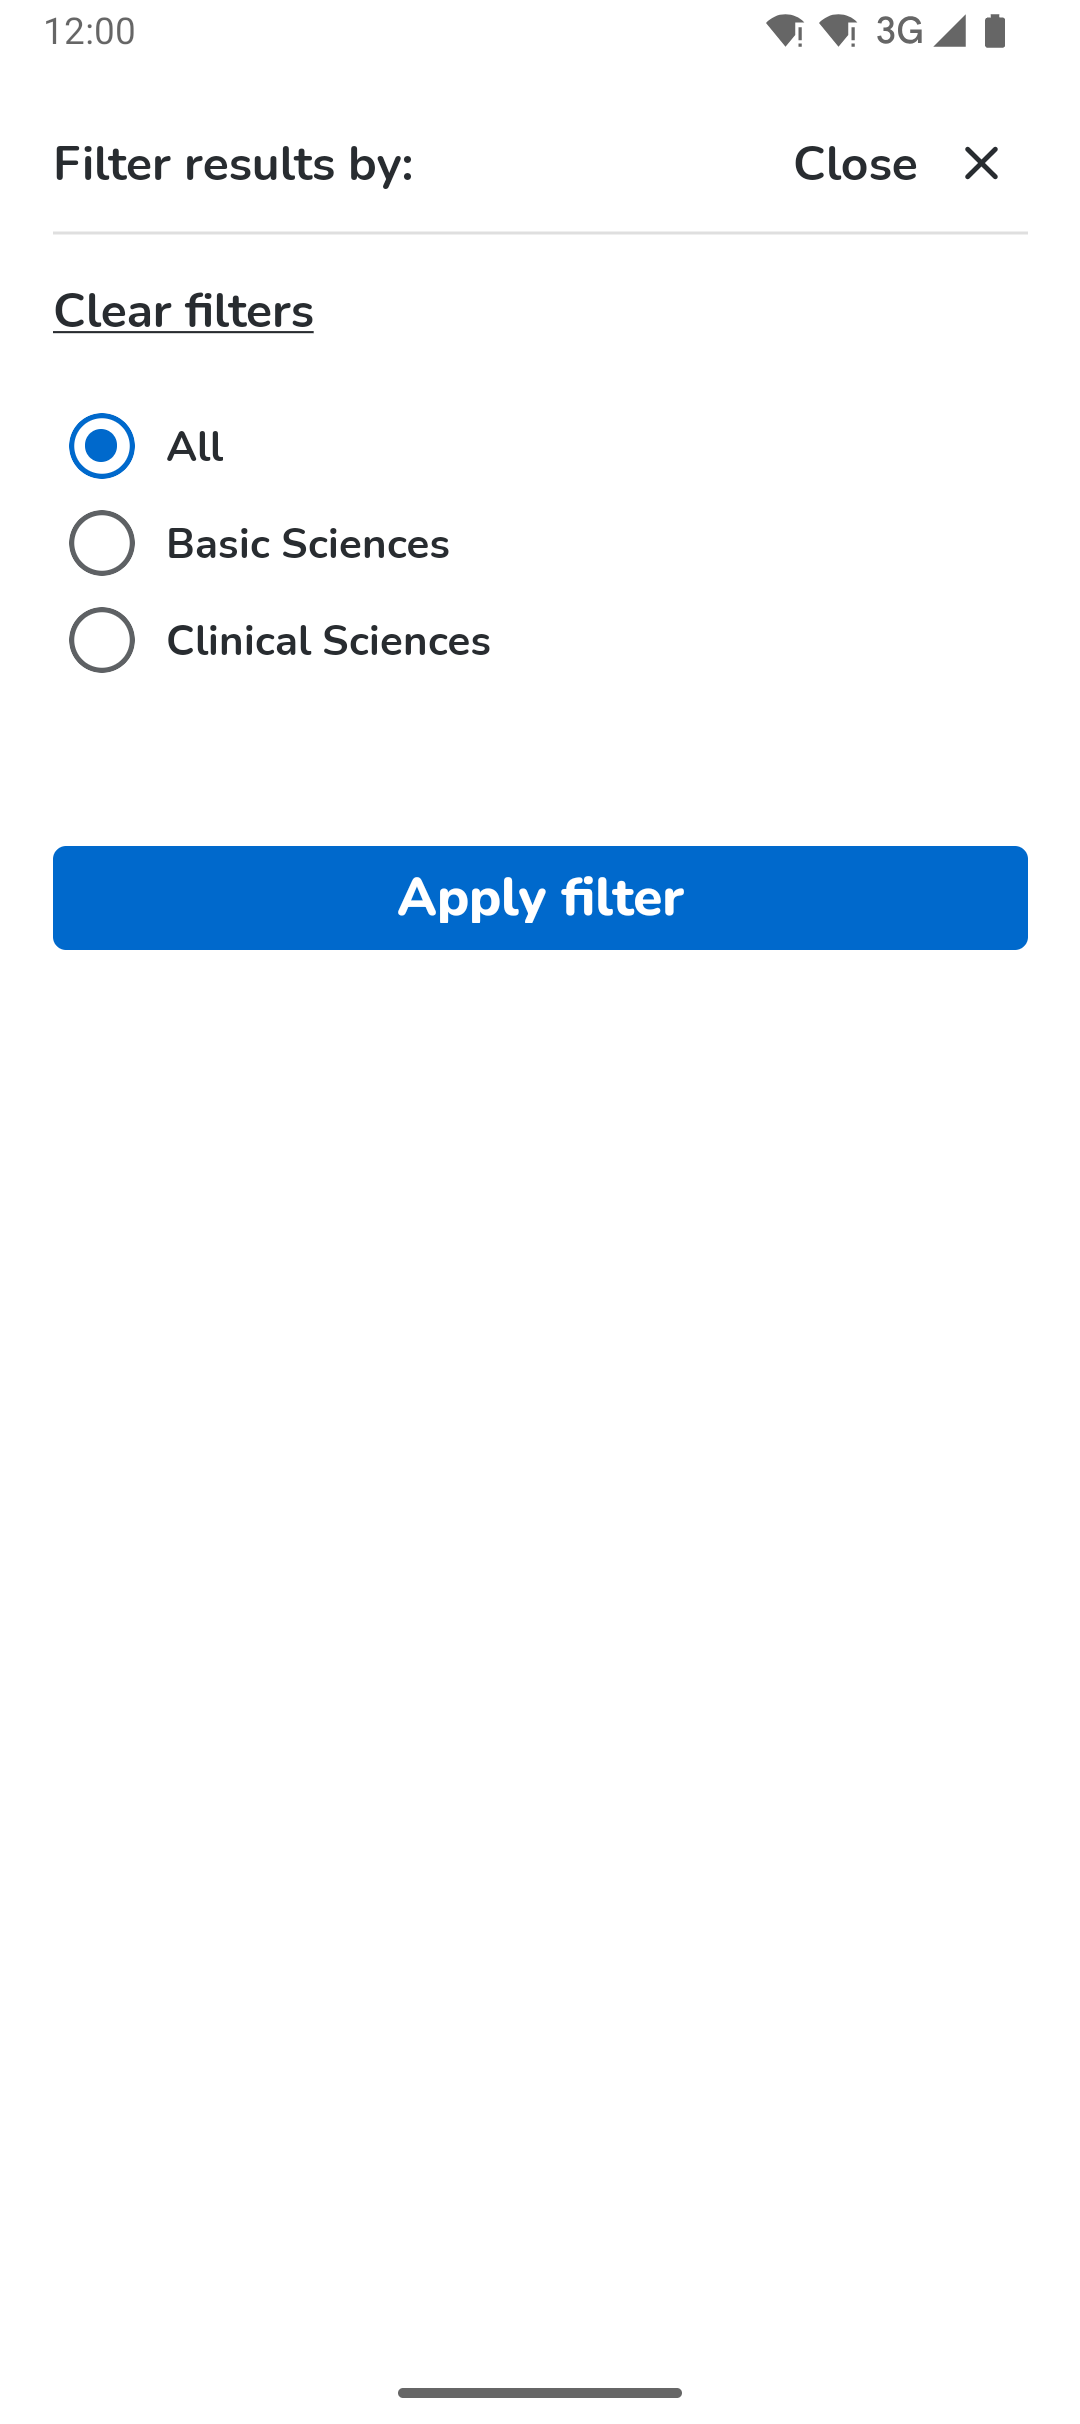 12:00 3G
Filter results by: Close
Clear filters
All
Basic Sciences
Clinical Sciences
Apply filter